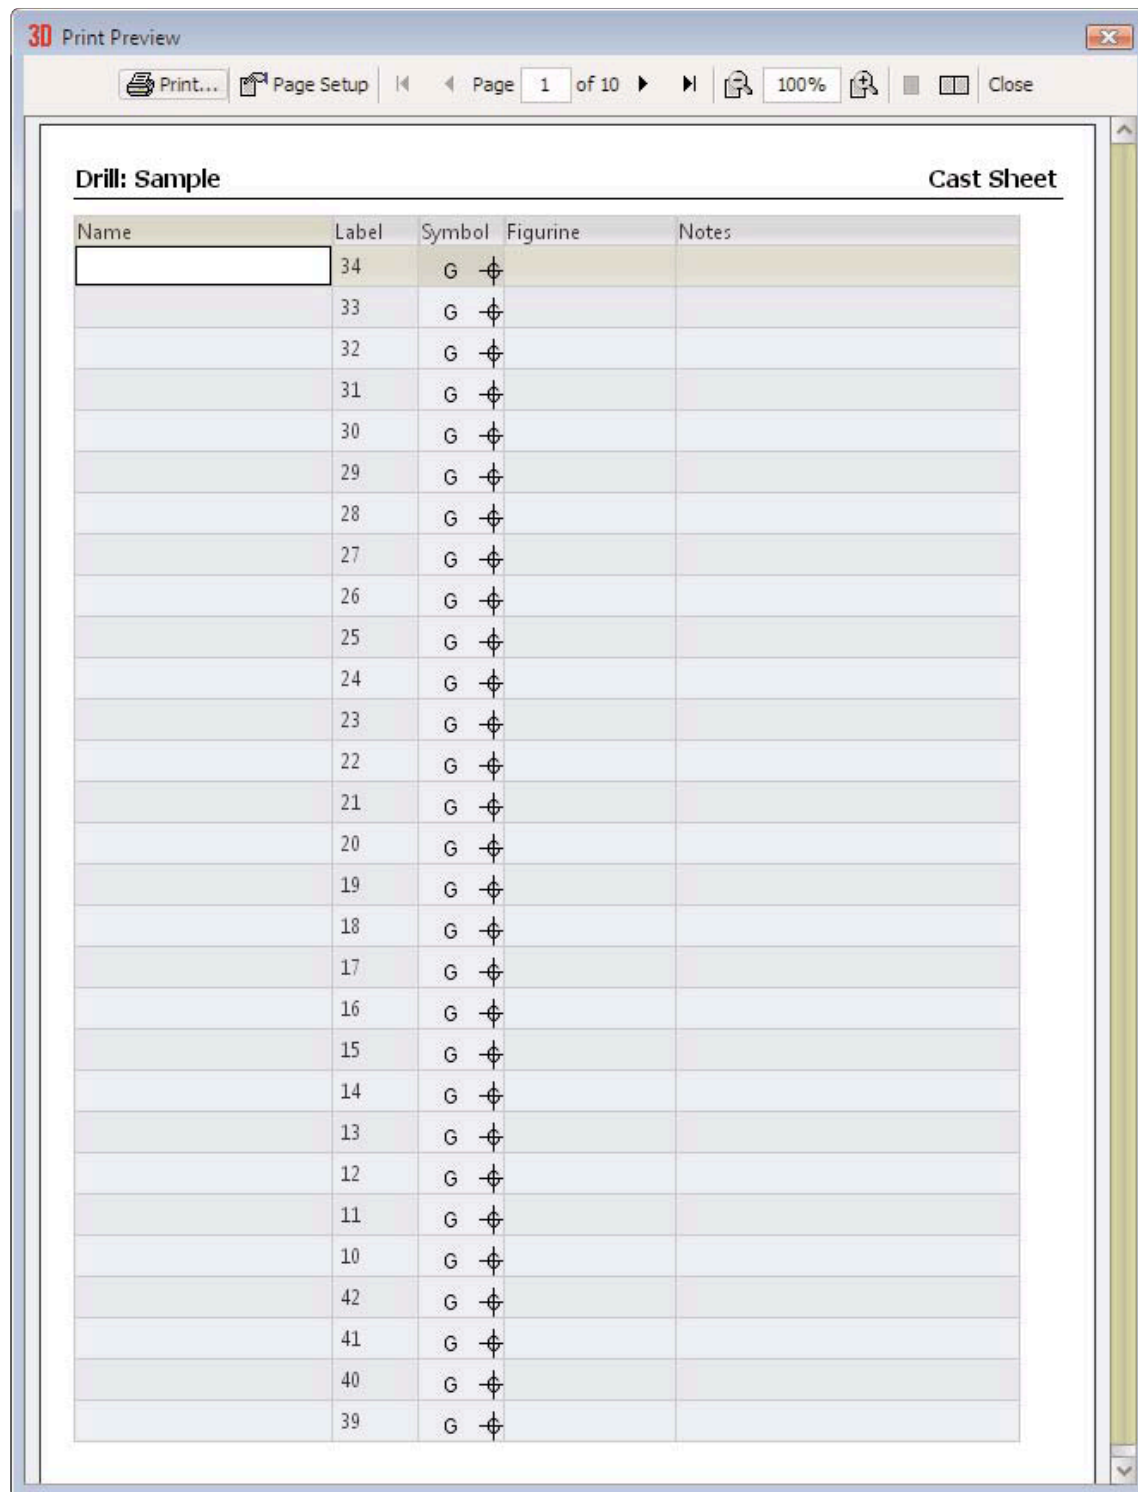 3D Print Preview
Print... Page Setup Page 1 of 10 100% Close
Drill: Sample Cast Sheet
Name Label Symbol Figurine Notes
34 G G
33 G G
32 G G
31 G G
30 G G
29 G G
28 G G
27 G G
26 G G
25 G G
24 G G
23 G G
22 G G
21 G G
20 G G
19 G G
18 G G
17 G G
16 G G
15 G G
14 G G
13 G G
12 G G
11 G G
10 G G
42 G G
41 G G
40 G G
39 G G